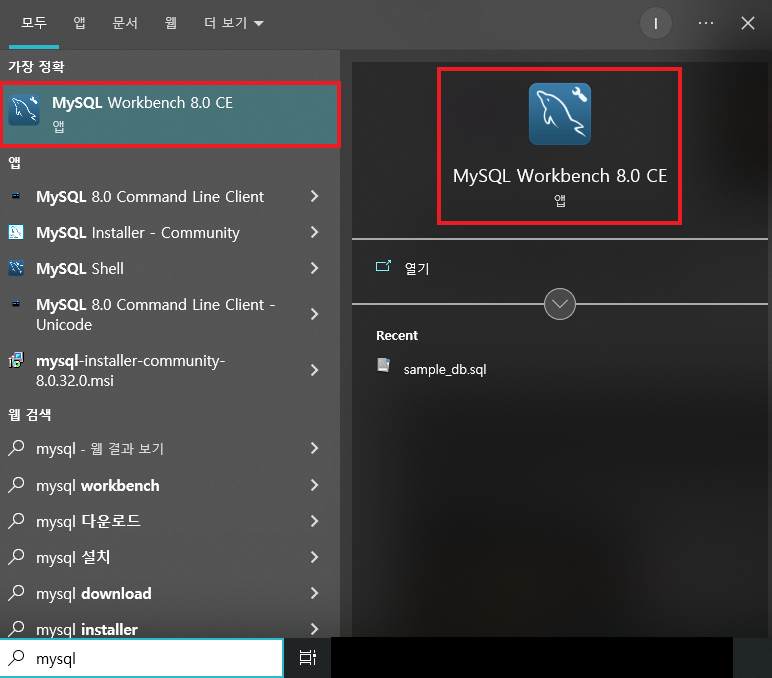 모두 앱 문서 웹 더 보기 I
가장 정확
MySQL Workbench 8.0 CE
앱
앱
MySQL 8.0 Command Line Client
MySQL Installer - Community
MySQL Shell
MySQL 8.0 Command Line Client -
Unicode
mysql-installer-community-
8.0.32.0.msi
웹 검색
mysql - 웹 결과 보기
mysql workbench
mysql 다운로드
mysql 설치
mysql download
mysql installer
mysql
MySQL Workbench 8.0 CE
앱
열기
Recent
sample_db.sql